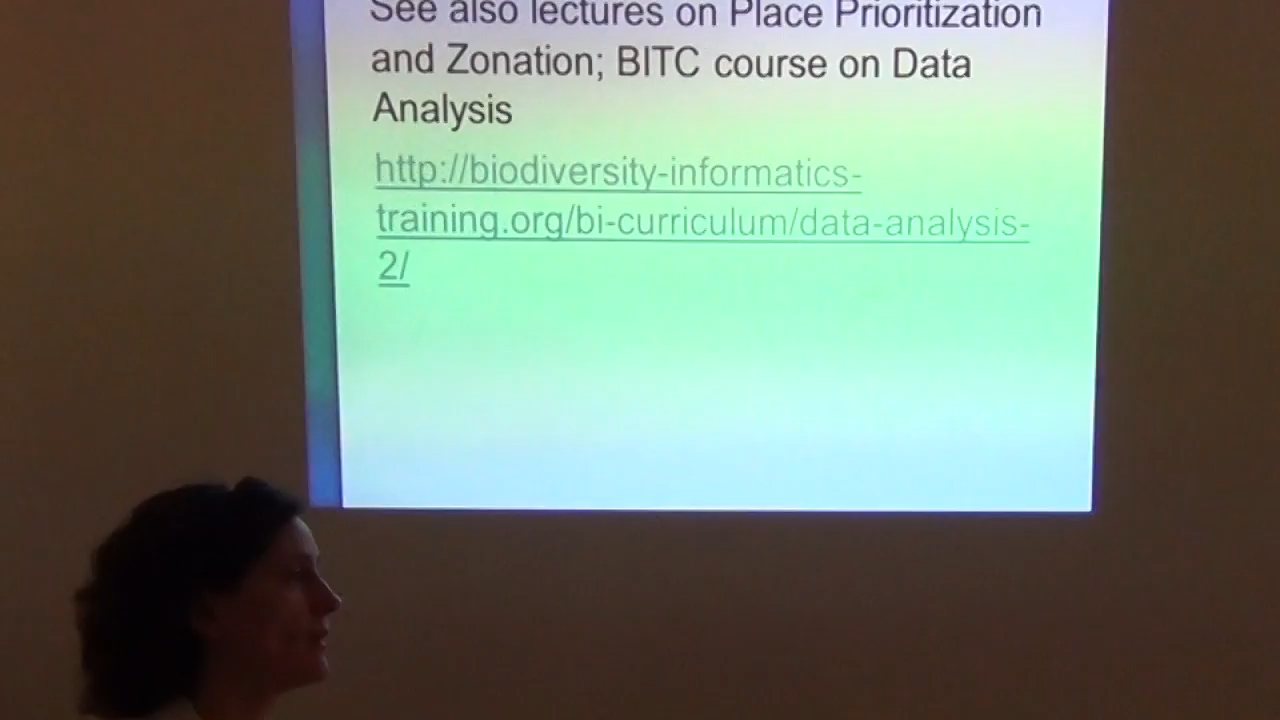 See also lectures on Place Prioritization
and Zonation; BITC course on Data
Analysis
http://biodiversity-informatics-
training.org/bi-curriculum/data-analysis-
2/